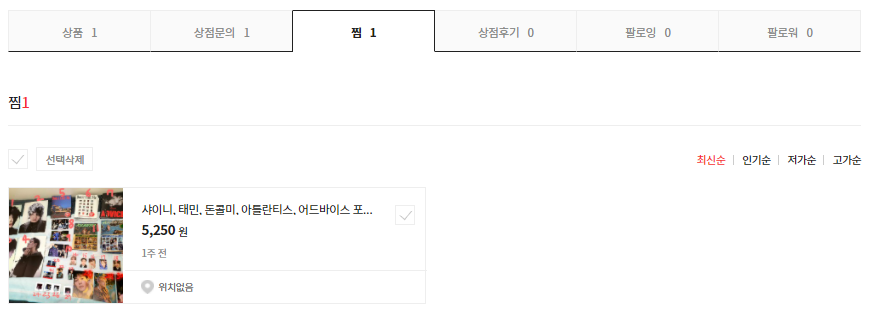 상품 1 상점문의 1 찜 1 상점후기 0 팔로잉 0 팔로워 0
찜1
선택삭제 최신순 인기순 저가순 고가순
샤이니, 태민, 돈콜미, 아틀란티스, 어드바이스 포...
5,250 원
1주 전
위치없음